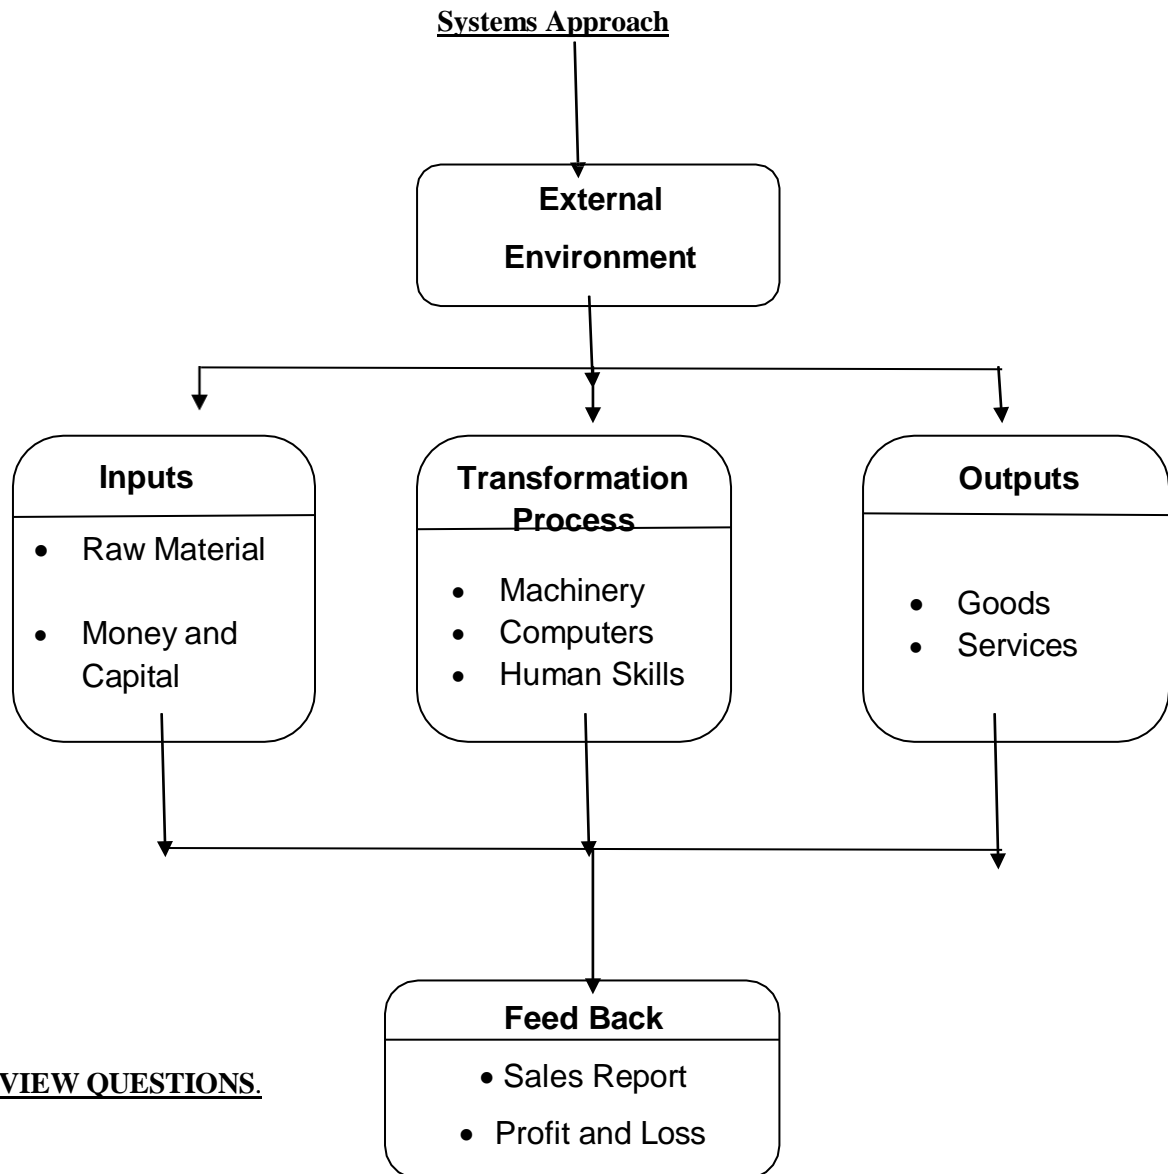 Systems Approach
External
Environment
Inputs
• Raw Material
• Money and
Capital
Transformation
Process
• Machinery
• Computers
• Human Skills
Outputs
• Goods
• Services
Feed Back
• Sales Report
• Profit and Loss
VIEW QUESTIONS.